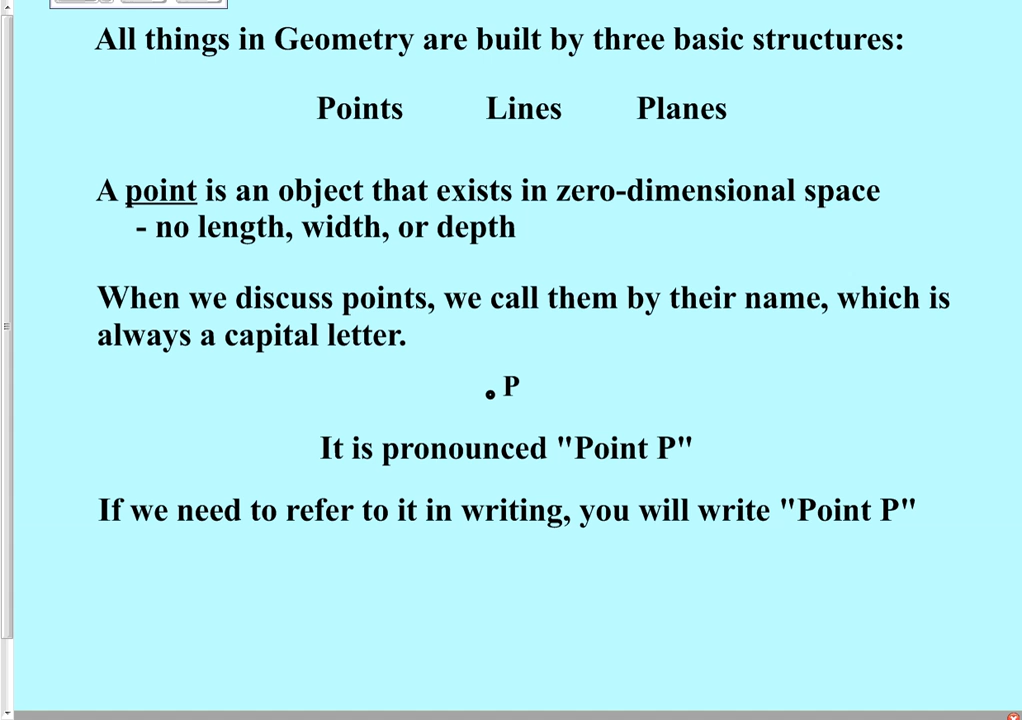 All things in Geometry are built by three basic structures:
Points Lines Planes
A point is an object that exists in zero-dimensional space
- no length, width, or depth
When we discuss points, we call them by their name, which is
always a capital letter.
P
It is pronounced "Point P"
If we need to refer to it in writing, you will write "Point P"